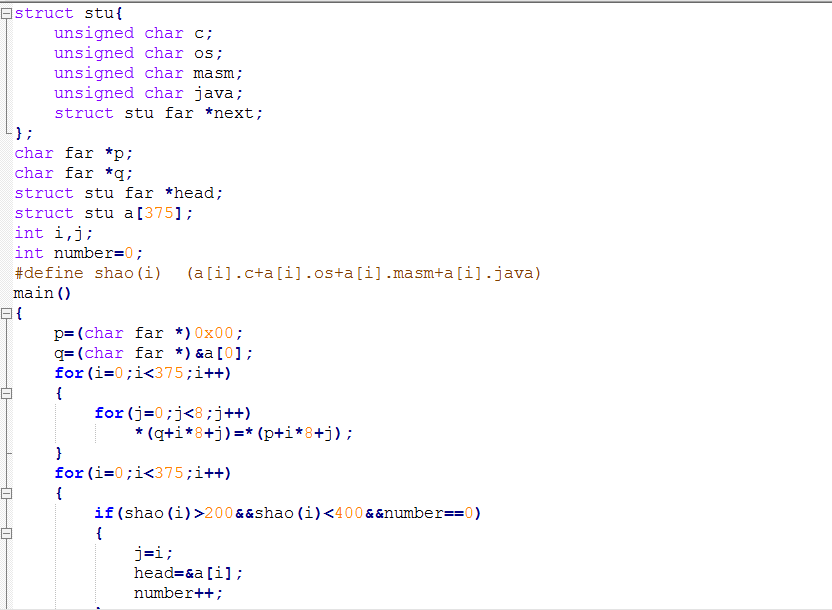 struct stu{
    unsigned char c;
    unsigned char os;
    unsigned char masm;
    unsigned char java;
    struct stu far *next;
};
char far *p;
char far *q;
struct stu far *head;
struct stu a[375];
int i,j;
int number=0;
#define shao(i)  (a[i].c+a[i].os+a[i].masm+a[i].java)
main()
{
    p=(char far *)0x00;
    q=(char far *)&a[0];
    for(i=0;i<375;i++)
    {
        for(j=0;j<8;j++)
            *(q+i*8+j)=*(p+i*8+j);
    }
    for(i=0;i<375;i++)
    {
        if(shao(i)>200&&shao(i)<400&&number==0)
        {
            j=i;
            head=&a[i];
            number++;